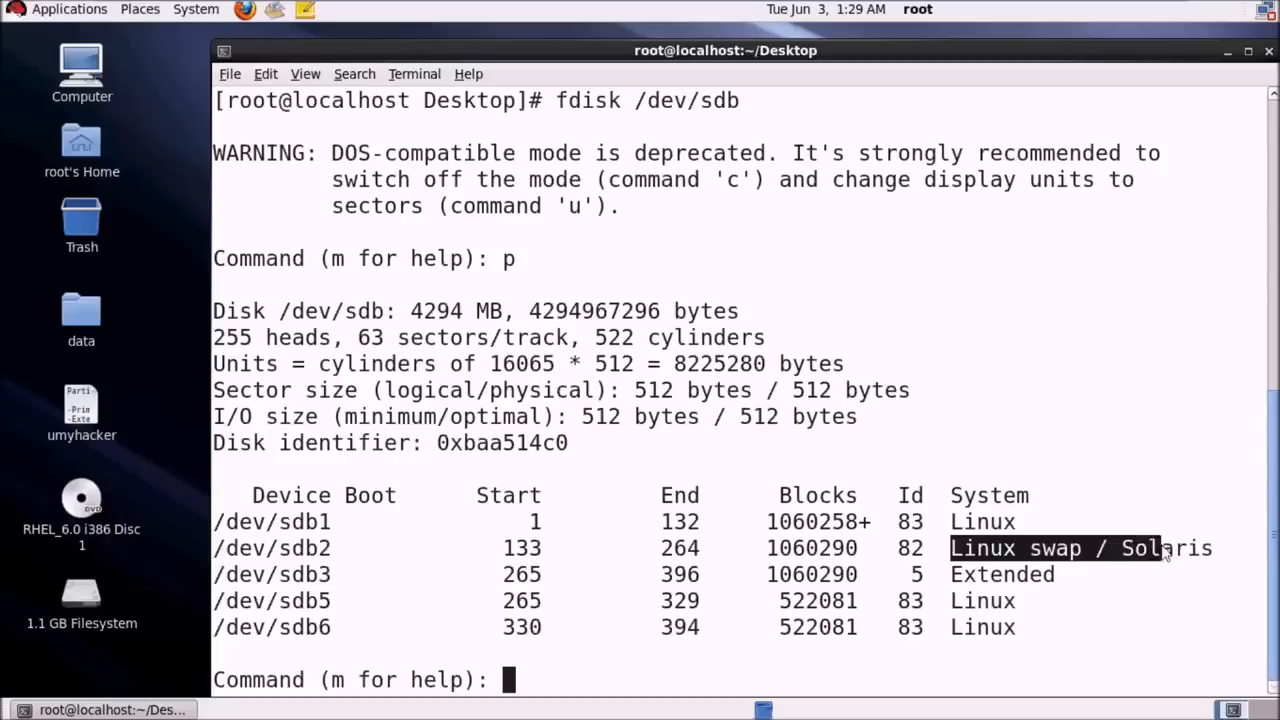 Applications Places System Tue Jun 3, 1:29 AM root
root@localhost:~/Desktop
File Edit View Search Terminal Help
Computer
root's Home
Trash
data
Parti
-Prim
-Exte
umyhacker
DVD
RHEL_6.0 i386 Disc
1
1.1 GB Filesystem
[root@localhost Desktop]# fdisk /dev/sdb
WARNING: DOS-compatible mode is deprecated. It's strongly recommended to
switch off the mode (command 'c') and change display units to
sectors (command 'u').
Command (m for help): p
Disk /dev/sdb: 4294 MB, 4294967296 bytes
255 heads, 63 sectors/track, 522 cylinders
Units = cylinders of 16065 * 512 = 8225280 bytes
Sector size (logical/physical): 512 bytes / 512 bytes
I/O size (minimum/optimal): 512 bytes / 512 bytes
Disk identifier: 0xbaa514c0
Device Boot Start End Blocks Id System
/dev/sdb1 1 132 1060258+ 83 Linux
/dev/sdb2 133 264 1060290 82 Linux swap / Solaris
/dev/sdb3 265 396 1060290 5 Extended
/dev/sdb5 265 329 522081 83 Linux
/dev/sdb6 330 394 522081 83 Linux
Command (m for help):
root@localhost:~/Des...